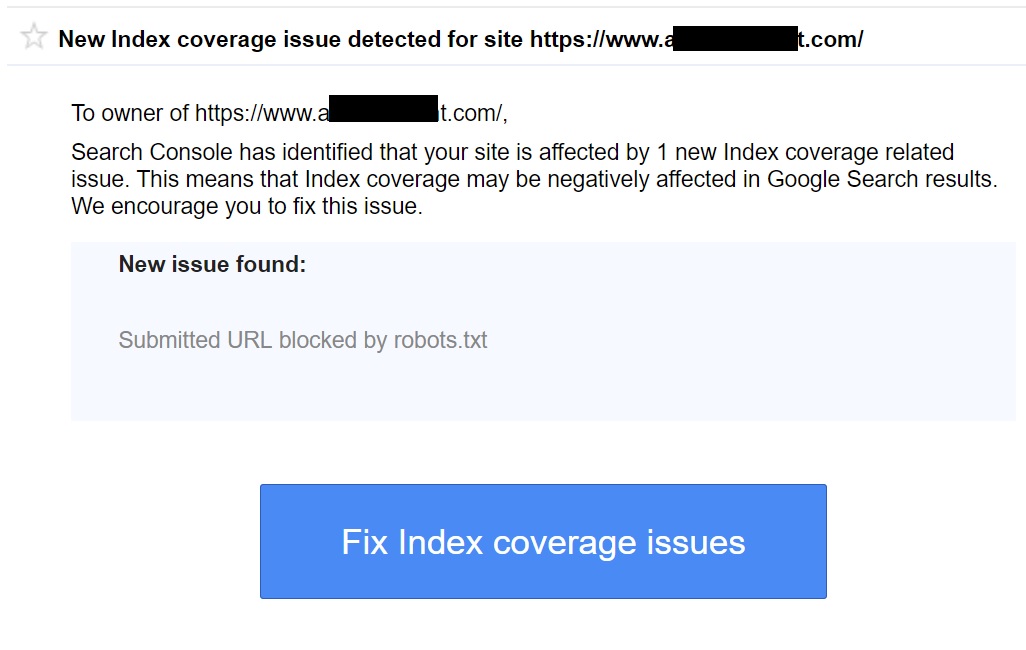 New Index coverage issue detected for site https://www.a t.com/
To owner of https://www.a t.com/,
Search Console has identified that your site is affected by 1 new Index coverage related
issue. This means that Index coverage may be negatively affected in Google Search results.
We encourage you to fix this issue.
New issue found:
Submitted URL blocked by robots.txt
Fix Index coverage issues